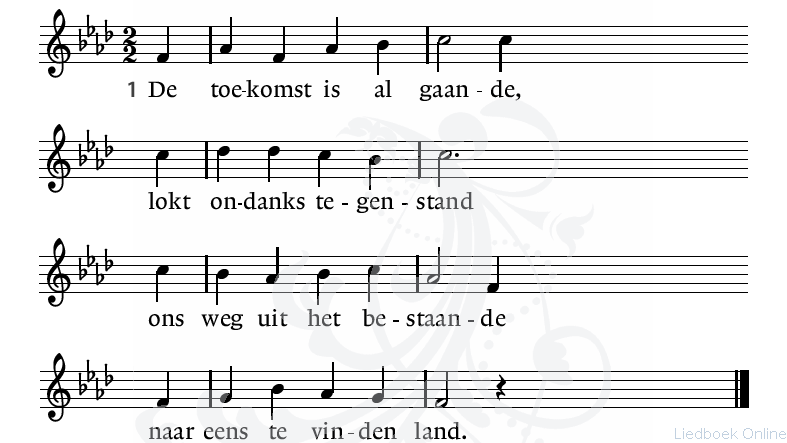 1 De toe-komst is al gaan - de,
lokt on-danks te - gen - stand
ons weg uit het be - staan - de
naar eens te vin - den land.
Liedboek Online